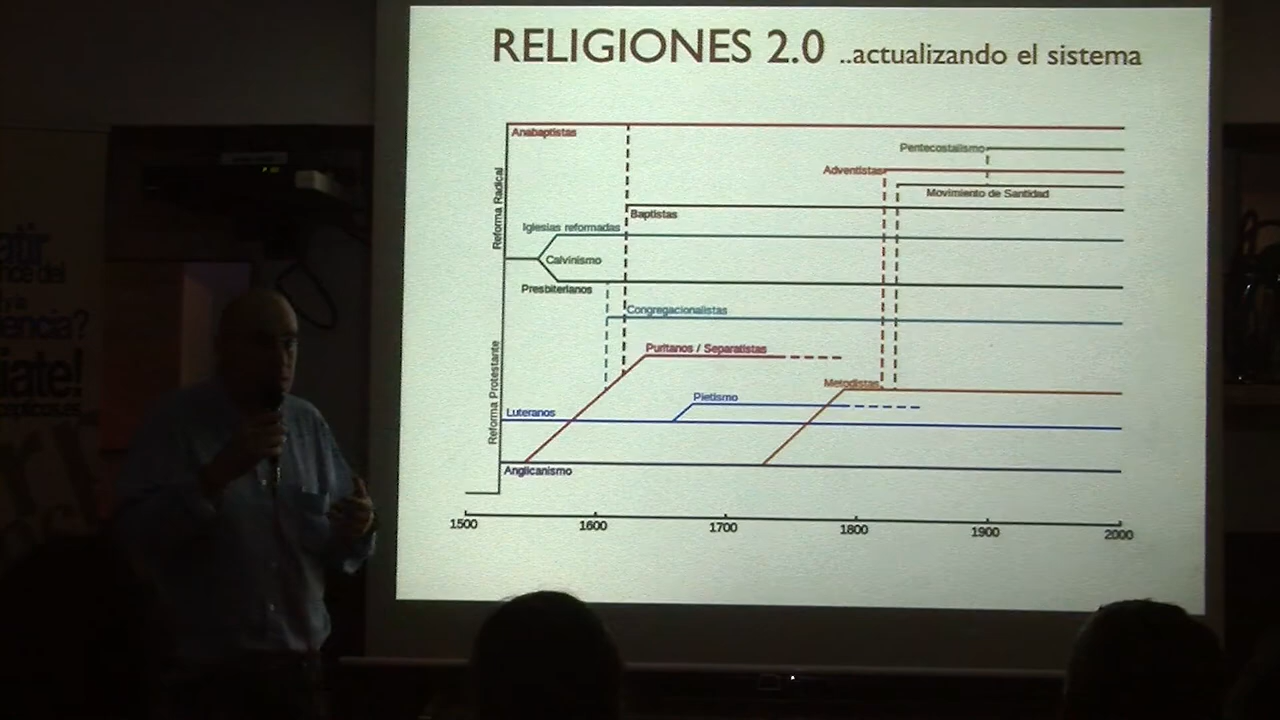 RELIGIONES 2.0 ..actualizando el sistema
Anabaptistas
Pentecostalismo
Adventistas
Movimiento de Santidad
Reforma Radical
Baptistas
Iglesias reformadas
Calvinismo
Presbiterianos
Congregacionalistas
Puritanos / Separatistas
Reforma Protestante
Metodistas
Pietismo
Luteranos
Anglicanismo
1500 1600 1700 1800 1900 2000